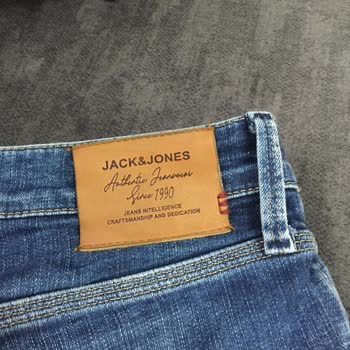 JACK&JONES
Authentic Jeanswear
Since 1990
JEANS INTELLIGENCE
CRAFTSMANSHIP AND DEDICATION